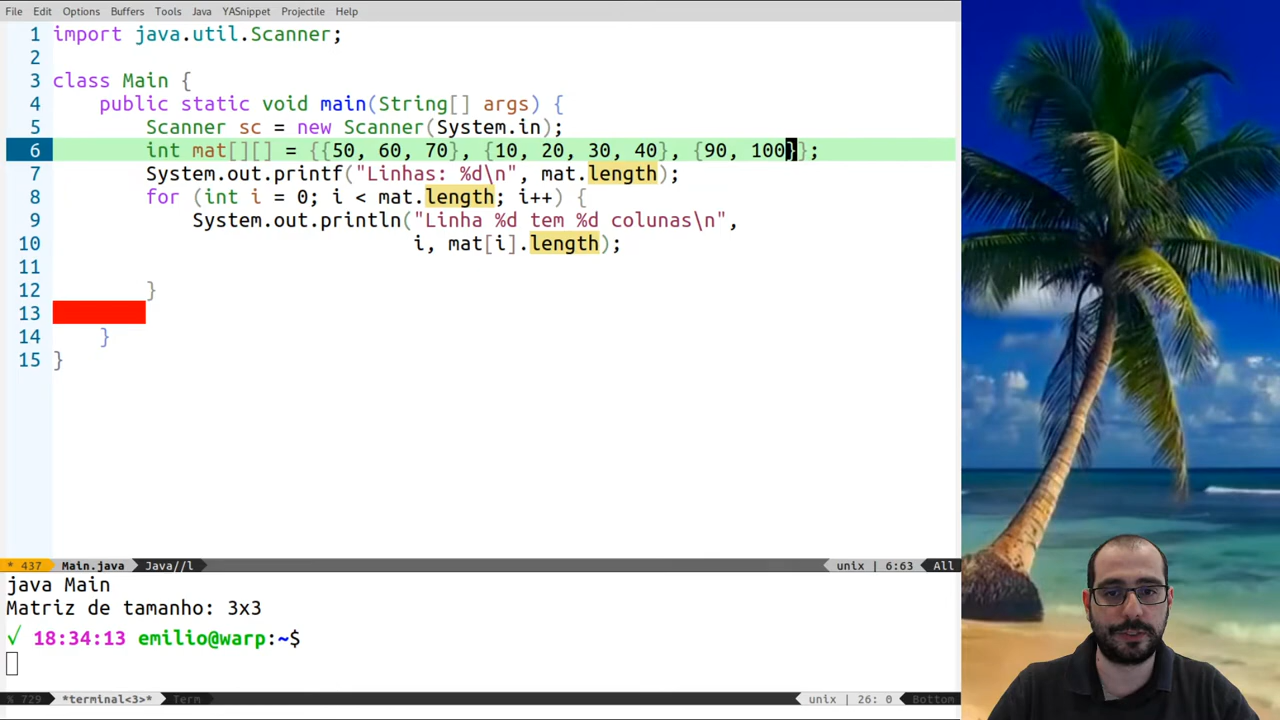 File Edit Options Buffers Tools Java YASnippet Projectile Help
1 import java.util.Scanner;
2
3 class Main {
4     public static void main(String[] args) {
5         Scanner sc = new Scanner(System.in);
6         int mat[][] = {{50, 60, 70}, {10, 20, 30, 40}, {90, 100}};
7         System.out.printf("Linhas: %d\n", mat.length);
8         for (int i = 0; i < mat.length; i++) {
9             System.out.println("Linha %d tem %d colunas\n",
10                                i, mat[i].length);
11
12         }
13
14     }
15 }
* 437 Main.java Java//l unix | 6:63 All
java Main
Matriz de tamanho: 3x3
✓ 18:34:13 emilio@warp:~$
% 729 *terminal<3>* Term unix | 26: 0 Bottom